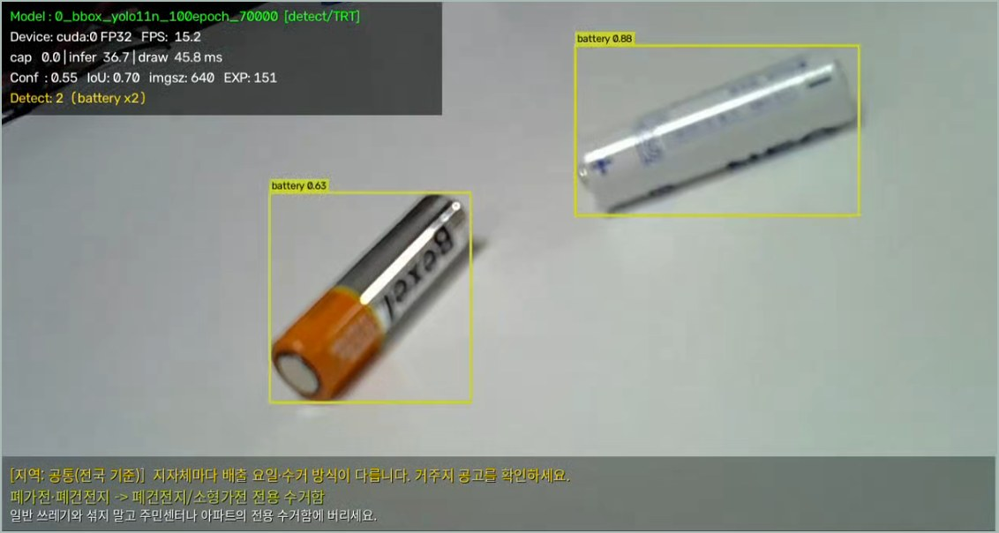 Model : 0_bbox_yolo11n_100epoch_70000 [detect/TRT]
Device: cuda:0 FP32 FPS: 15.2
cap 0.0 | infer 36.7 | draw 45.8 ms
Conf : 0.55 IoU: 0.70 imgsz: 640 EXP: 151
Detect: 2 (battery x2)
battery 0.88
battery 0.63
Bexel
[지역: 공통(전국 기준)] 지자체마다 배출 요일·수거 방식이 다릅니다. 거주지 공고를 확인하세요.
폐가전·폐건전지 -> 폐건전지/소형가전 전용 수거함
일반 쓰레기와 섞지 말고 주민센터나 아파트의 전용 수거함에 버리세요.